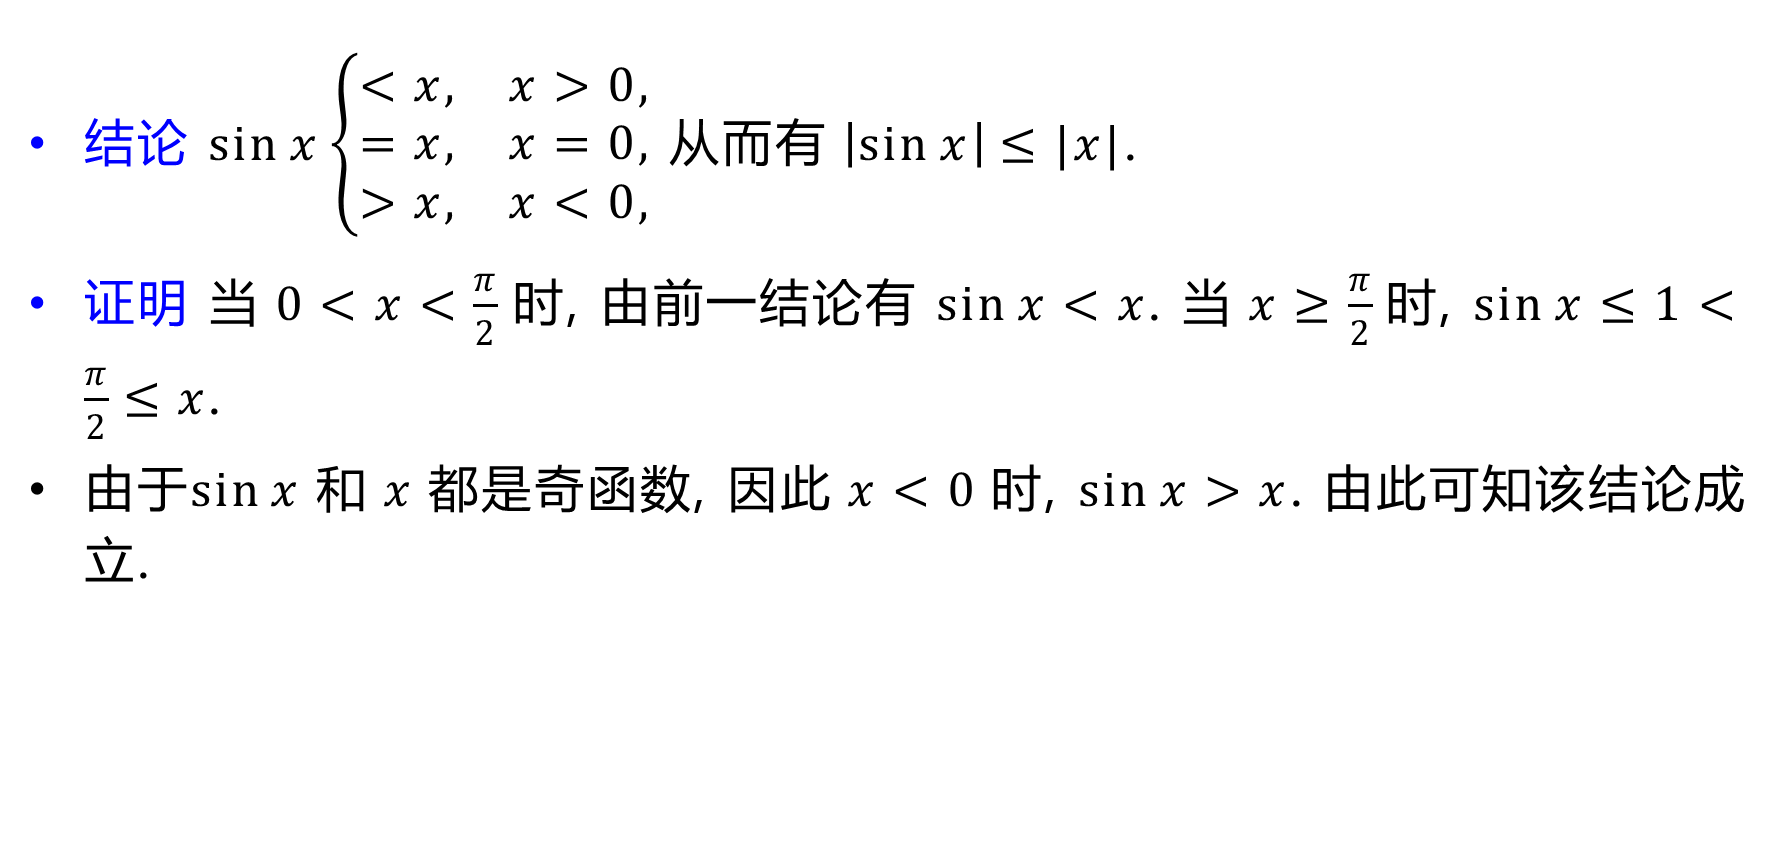 < x, x > 0,
• 结论 sin x { = x, x = 0, 从而有 |sin x| ≤ |x|.
> x, x < 0,
• 证明 当 0 < x < π/2 时, 由前一结论有 sin x < x. 当 x ≥ π/2 时, sin x ≤ 1 <
π/2 ≤ x.
• 由于sin x 和 x 都是奇函数, 因此 x < 0 时, sin x > x. 由此可知该结论成
立.